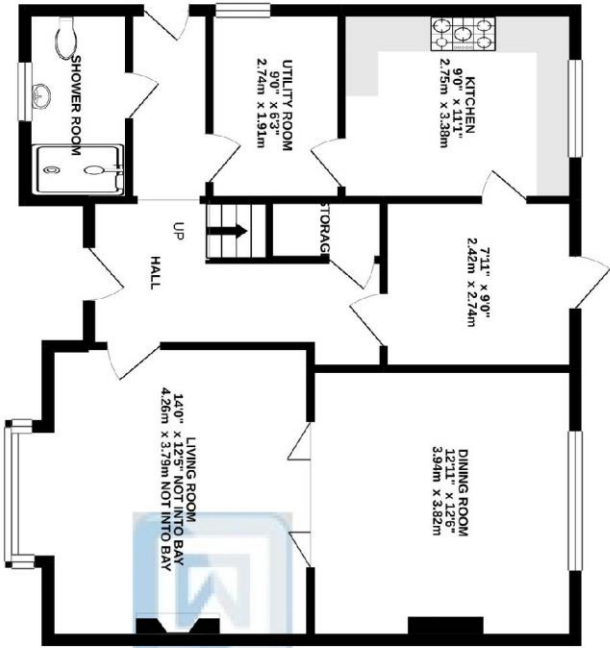 SHOWER ROOM
UTILITY ROOM
9'0" x 6'3"
2.74m x 1.91m
KITCHEN
9'0" x 11'1"
2.75m x 3.38m
UP
HALL
STORAGE
7'11" x 9'0"
2.42m x 2.74m
LIVING ROOM
14'0" x 12'5" NOT INTO BAY
4.26m x 3.79m NOT INTO BAY
DINING ROOM
12'11" x 12'6"
3.94m x 3.82m